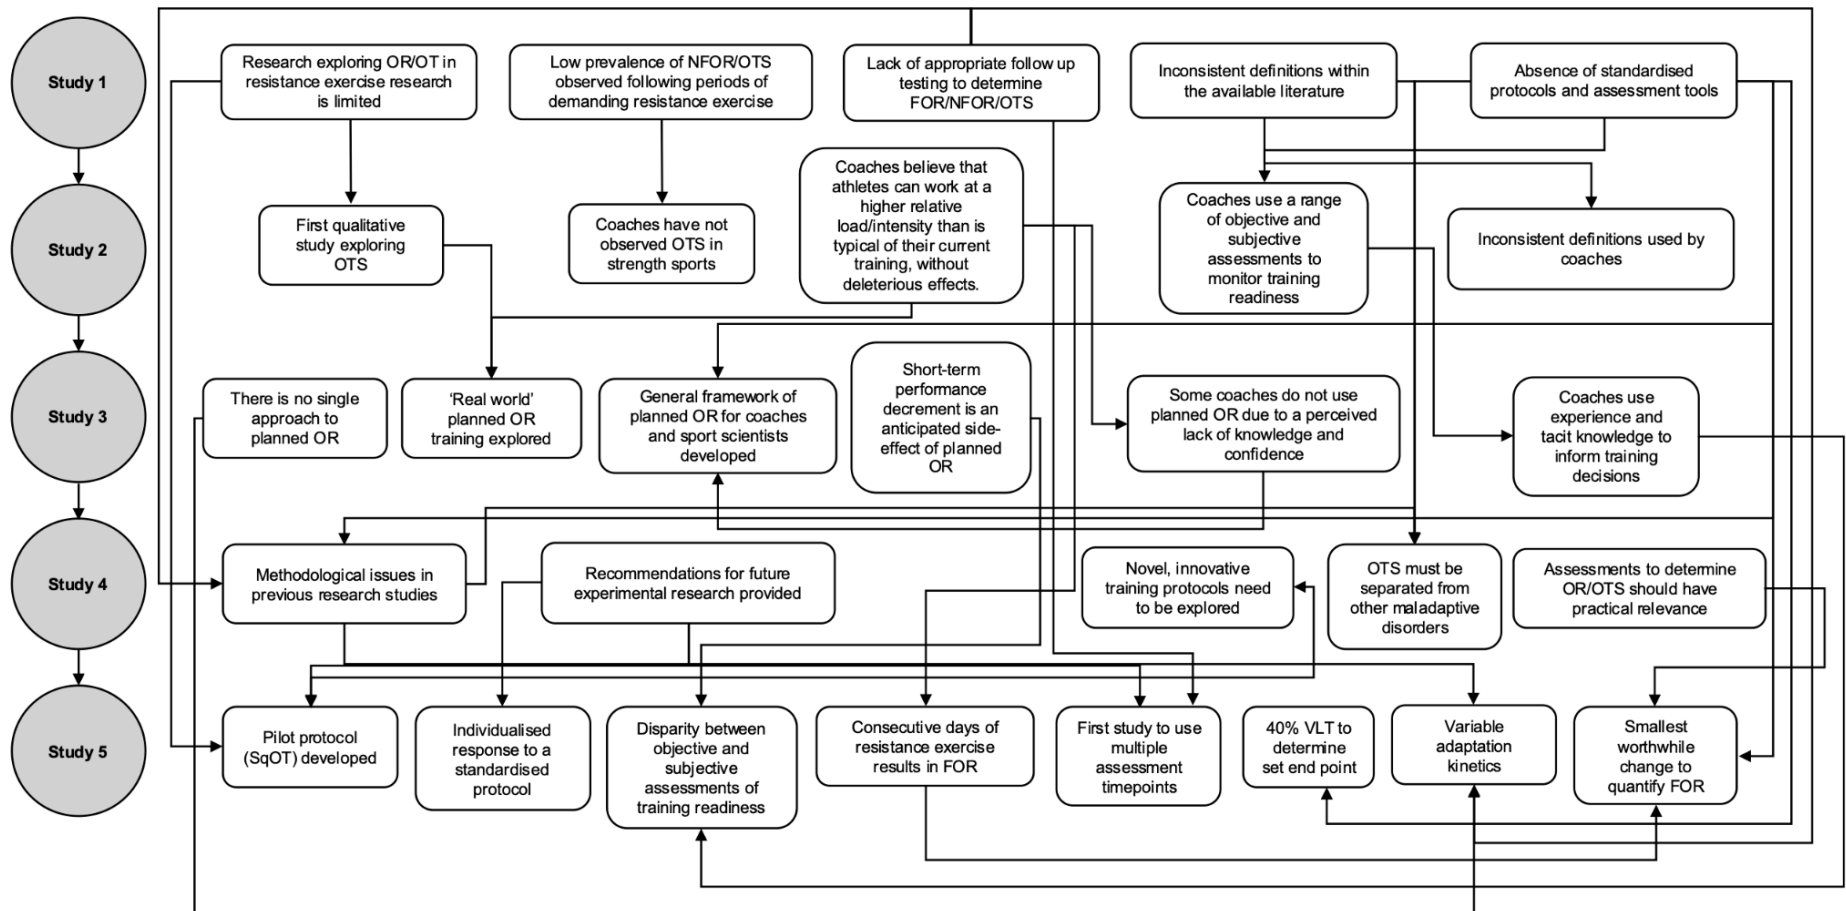 Study 1
Research exploring OR/OT in
resistance exercise research
is limited
Low prevalence of NFOR/OTS
observed following periods of
demanding resistance exercise
Lack of appropriate follow up
testing to determine
FOR/NFOR/OTS
Inconsistent definitions within
the available literature
Absence of standardised
protocols and assessment tools
Study 2
First qualitative
study exploring
OTS
Coaches have not
observed OTS in
strength sports
Coaches believe that
athletes can work at a
higher relative
load/intensity than is
typical of their current
training, without
deleterious effects.
Coaches use a range
of objective and
subjective
assessments to
monitor training
readiness
Inconsistent definitions used by
coaches
Study 3
There is no single
approach to
planned OR
‘Real world’
planned OR
training explored
General framework of
planned OR for coaches
and sport scientists
developed
Short-term
performance
decrement is an
anticipated side-
effect of planned
OR
Some coaches do not use
planned OR due to a perceived
lack of knowledge and
confidence
Coaches use
experience and
tacit knowledge to
inform training
decisions
Study 4
Methodological issues in
previous research studies
Recommendations for future
experimental research provided
Novel, innovative
training protocols need
to be explored
OTS must be
separated from
other maladaptive
disorders
Assessments to determine
OR/OTS should have
practical relevance
Study 5
Pilot protocol
(SqOT) developed
Individualised
response to a
standardised
protocol
Disparity between
objective and
subjective
assessments of
training readiness
Consecutive days of
resistance exercise
results in FOR
First study to use
multiple
assessment
timepoints
40% VLT to
determine
set end point
Variable
adaptation
kinetics
Smallest
worthwhile
change to
quantify FOR